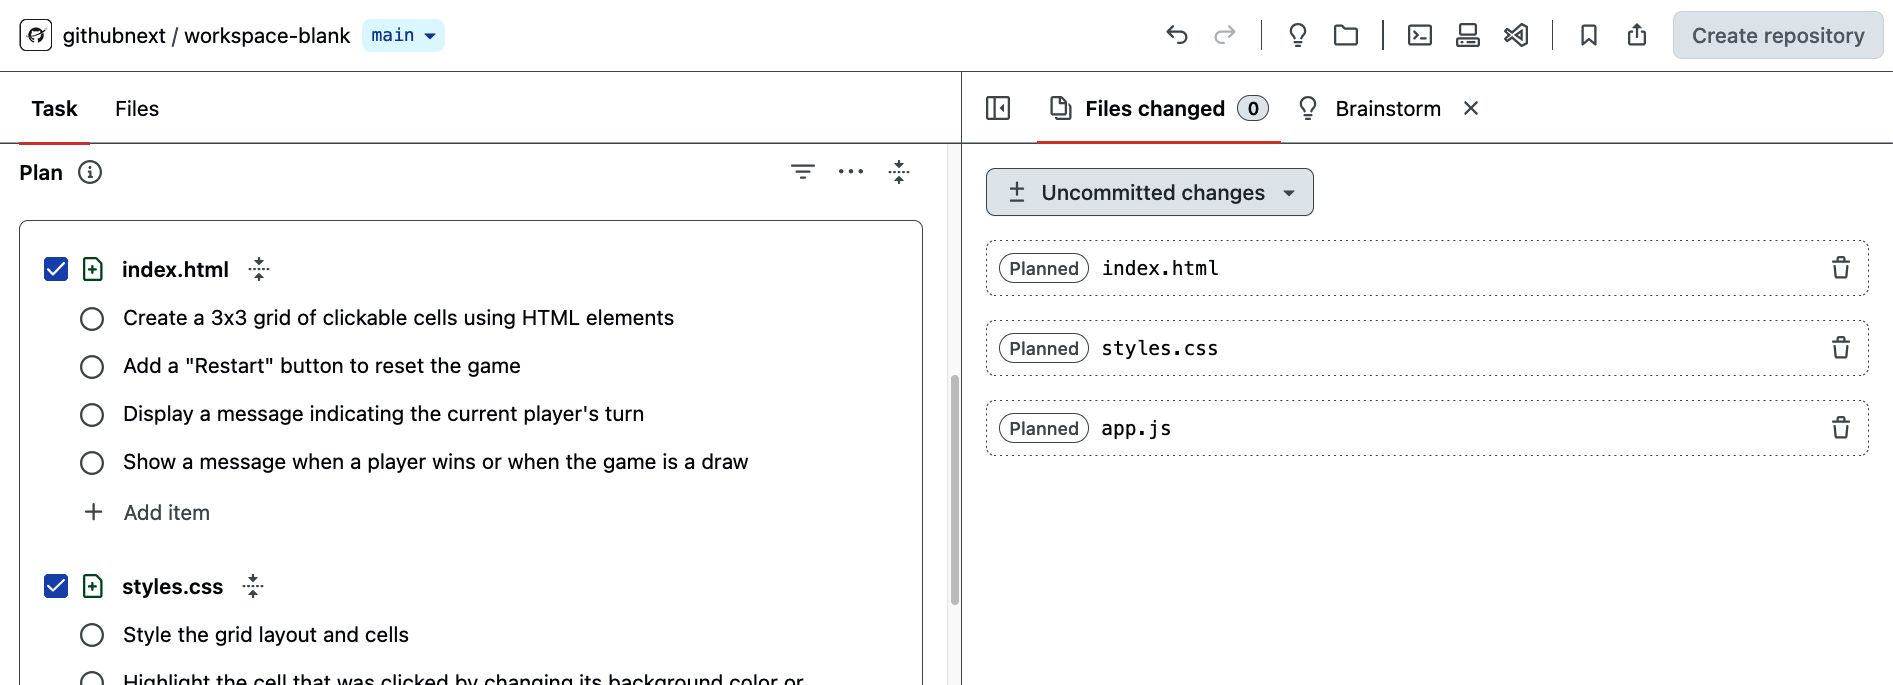 githubnext / workspace-blank main
Create repository
Task Files
Files changed 0 Brainstorm
Plan
Uncommitted changes
index.html
Create a 3x3 grid of clickable cells using HTML elements
Add a "Restart" button to reset the game
Display a message indicating the current player's turn
Show a message when a player wins or when the game is a draw
Add item
styles.css
Style the grid layout and cells
Highlight the cell that was clicked by changing its background color or
Planned index.html
Planned styles.css
Planned app.js